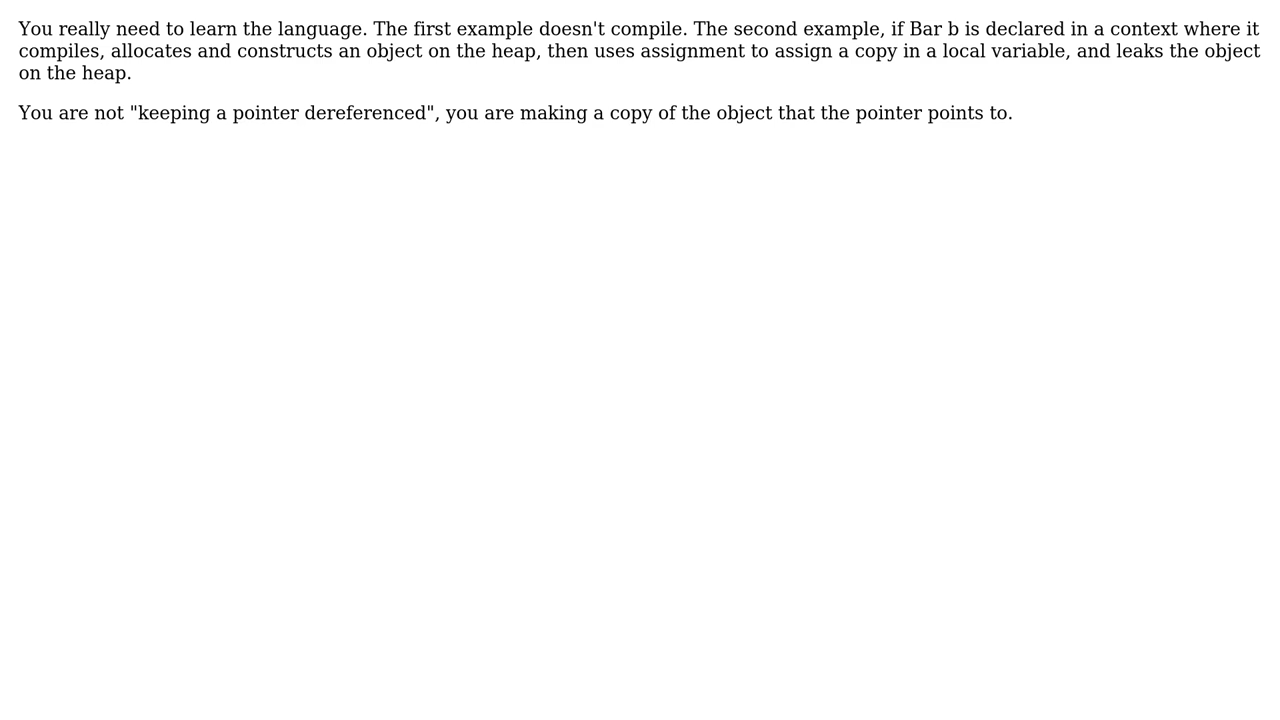 You really need to learn the language. The first example doesn't compile. The second example, if Bar b is declared in a context where it
compiles, allocates and constructs an object on the heap, then uses assignment to assign a copy in a local variable, and leaks the object
on the heap.
You are not "keeping a pointer dereferenced", you are making a copy of the object that the pointer points to.